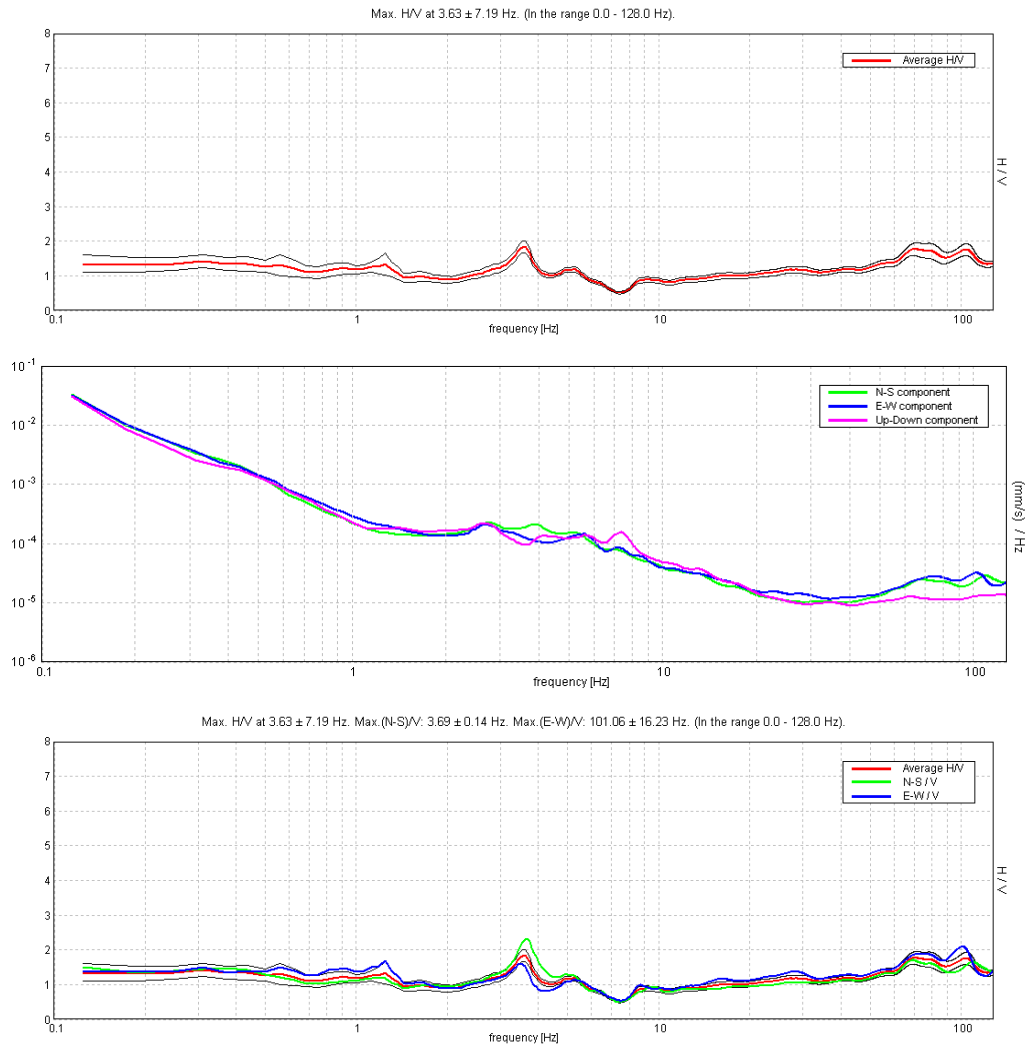 Max. H/V at 3.63 ± 7.19 Hz. (In the range 0.0 - 128.0 Hz).
8
7
6
5
4
3
2
1
0
Average H/V
H / V
0.1 1 10 100
frequency [Hz]
10-1
10-2
10-3
10-4
10-5
10-6
N-S component
E-W component
Up-Down component
(mm/s) / Hz
0.1 1 10 100
frequency [Hz]
Max. H/V at 3.63 ± 7.19 Hz. Max.(N-S)/V: 3.69 ± 0.14 Hz. Max.(E-W)/V: 101.06 ± 16.23 Hz. (In the range 0.0 - 128.0 Hz).
8
7
6
5
4
3
2
1
0
Average H/V
N-S / V
E-W / V
H / V
0.1 1 10 100
frequency [Hz]